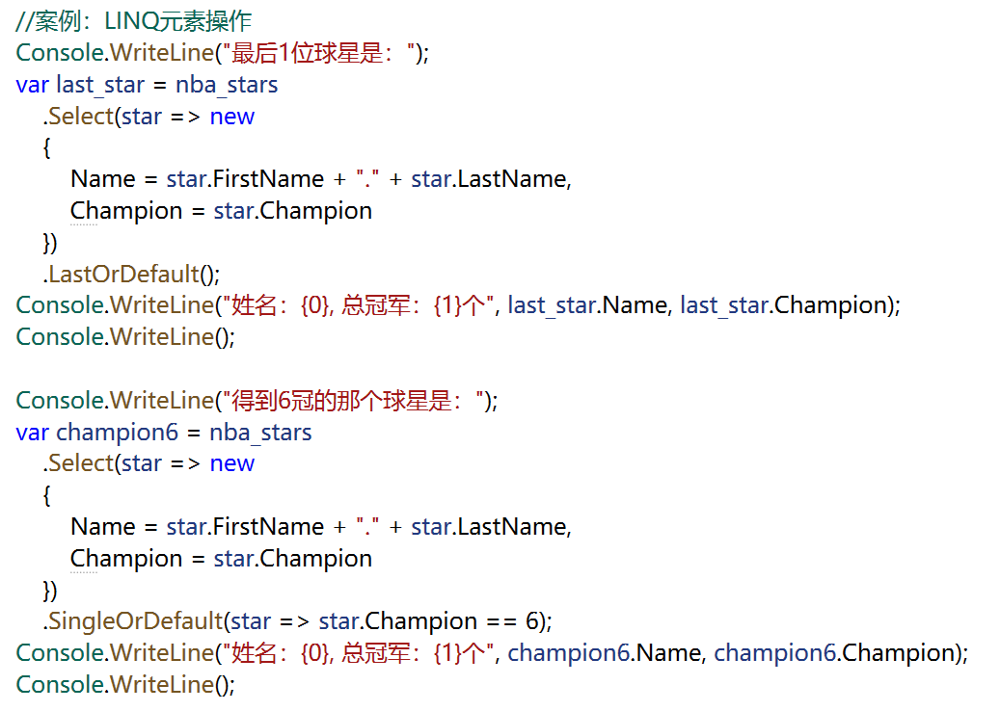 //案例：LINQ元素操作
Console.WriteLine("最后1位球星是：");
var last_star = nba_stars
    .Select(star => new
    {
        Name = star.FirstName + "." + star.LastName,
        Champion = star.Champion
    })
    .LastOrDefault();
Console.WriteLine("姓名：{0}, 总冠军：{1}个", last_star.Name, last_star.Champion);
Console.WriteLine();

Console.WriteLine("得到6冠的那个球星是：");
var champion6 = nba_stars
    .Select(star => new
    {
        Name = star.FirstName + "." + star.LastName,
        Champion = star.Champion
    })
    .SingleOrDefault(star => star.Champion == 6);
Console.WriteLine("姓名：{0}, 总冠军：{1}个", champion6.Name, champion6.Champion);
Console.WriteLine();